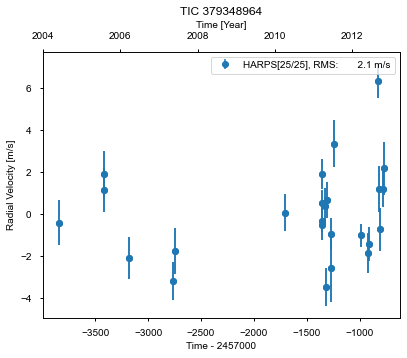 TIC 379348964
Time [Year]
2004 2006 2008 2010 2012
HARPS[25/25], RMS: 2.1 m/s
Radial Velocity [m/s]
6
4
2
0
−2
−4
−3500 −3000 −2500 −2000 −1500 −1000
Time - 2457000